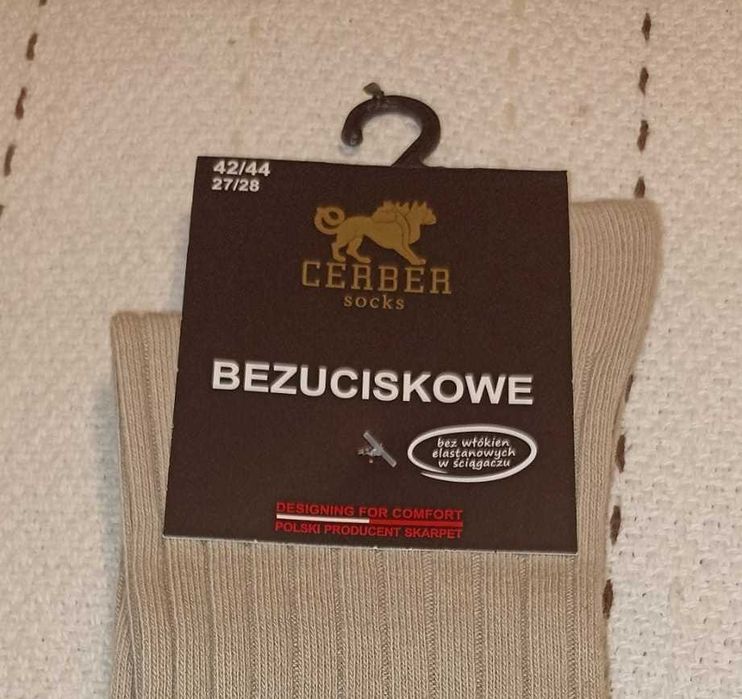 42/44
27/28
CERBER
socks
BEZUCISKOWE
bez włókien
elastanowych
w ściągaczu
DESIGNING FOR COMFORT
POLSKI PRODUCENT SKARPET